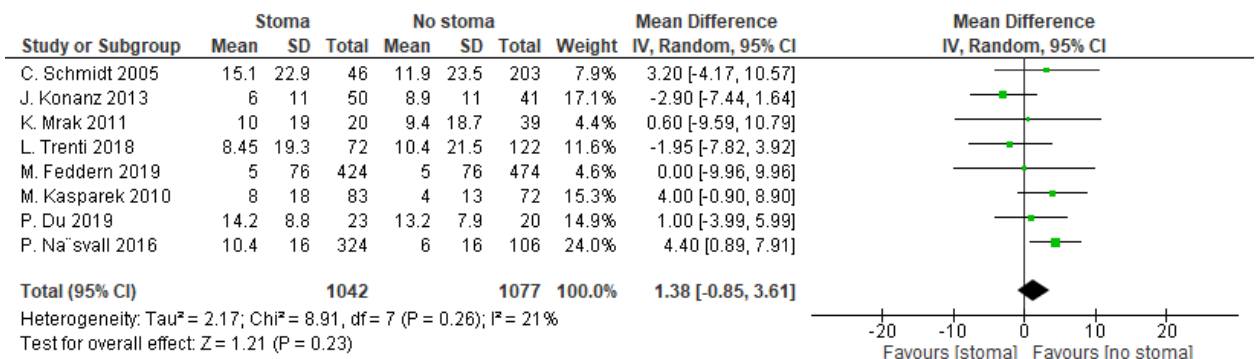 Stoma No stoma Mean Difference Mean Difference
Study or Subgroup Mean SD Total Mean SD Total Weight IV, Random, 95% CI IV, Random, 95% CI
C. Schmidt 2005 15.1 22.9 46 11.9 23.5 203 7.9% 3.20 [-4.17, 10.57]
J. Konanz 2013 6 11 50 8.9 11 41 17.1% -2.90 [-7.44, 1.64]
K. Mrak 2011 10 19 20 9.4 18.7 39 4.4% 0.60 [-9.59, 10.79]
L. Trenti 2018 8.45 19.3 72 10.4 21.5 122 11.6% -1.95 [-7.82, 3.92]
M. Feddern 2019 5 76 424 5 76 474 4.6% 0.00 [-9.96, 9.96]
M. Kasparek 2010 8 18 83 4 13 72 15.3% 4.00 [-0.90, 8.90]
P. Du 2019 14.2 8.8 23 13.2 7.9 20 14.9% 1.00 [-3.99, 5.99]
P. Na¨svall 2016 10.4 16 324 6 16 106 24.0% 4.40 [0.89, 7.91]
Total (95% CI) 1042 1077 100.0% 1.38 [-0.85, 3.61]
Heterogeneity: Tau² = 2.17; Chi² = 8.91, df = 7 (P = 0.26); I² = 21%
Test for overall effect: Z = 1.21 (P = 0.23)
-20 -10 0 10 20
Favours [stoma] Favours [no stoma]